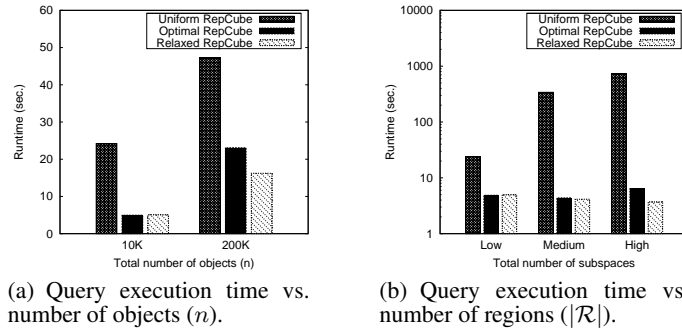 60
50
40
30
20
10
0
Runtime (sec.)
Uniform RepCube
Optimal RepCube
Relaxed RepCube
10K 200K
Total number of objects (n)
(a) Query execution time vs.
number of objects (n).
10000
1000
100
10
1
Runtime (sec.)
Uniform RepCube
Optimal RepCube
Relaxed RepCube
Low Medium High
Total number of subspaces
(b) Query execution time vs.
number of regions (|ℛ|).